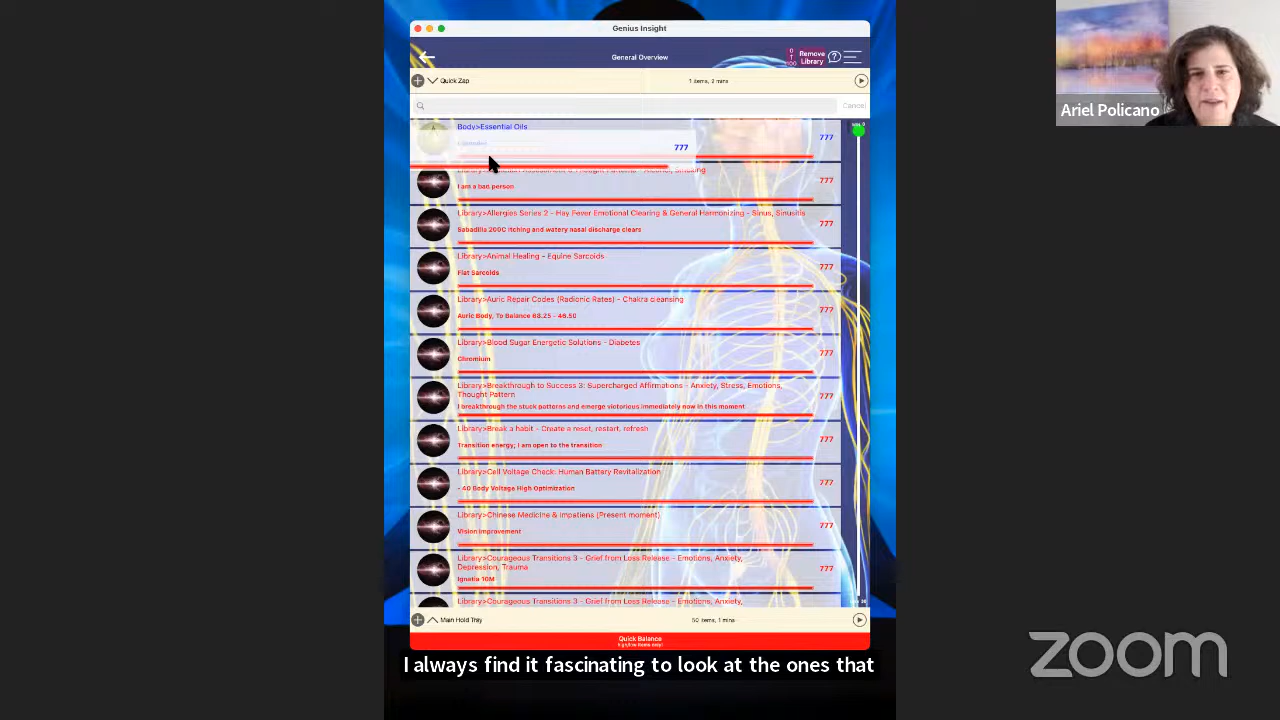 Genius Insight
General Overview
0
100
Remove
Library
Quick Zap
1 items, 2 mins
Cancel
Body>Essential Oils
777
777
I am a bad person
777
Library>Allergies Series 2 - Hay Fever Emotional Clearing & General Harmonizing - Sinus, Sinusitis
Sabadilla 200C itching and watery nasal discharge clears
777
Library>Animal Healing - Equine Sarcoids
Flat Sarcoids
777
Library>Auric Repair Codes (Radionic Rates) - Chakra cleansing
Auric Body, To Balance 68.25 - 46.50
777
Library>Blood Sugar Energetic Solutions - Diabetes
Chromium
777
Library>Breakthrough to Success 3: Supercharged Affirmations - Anxiety, Stress, Emotions,
Thought Pattern
I breakthrough the stuck patterns and emerge victorious immediately now in this moment
777
Library>Break a habit - Create a reset, restart, refresh
Transition energy; I am open to the transition
777
Library>Cell Voltage Check: Human Battery Revitalization
- 40 Body Voltage High Optimization
777
Library>Chinese Medicine & Impatiens (Present moment)
Vision Improvement
777
Library>Courageous Transitions 3 - Grief from Loss Release - Emotions, Anxiety,
Depression, Trauma
Ignatia 10M
777
Library>Courageous Transitions 3 - Grief from Loss Release - Emotions, Anxiety,
Main Hold Tray
50 items, 1 mins
Quick Balance
I always find it fascinating to look at the ones that
Ariel Policano
zoom